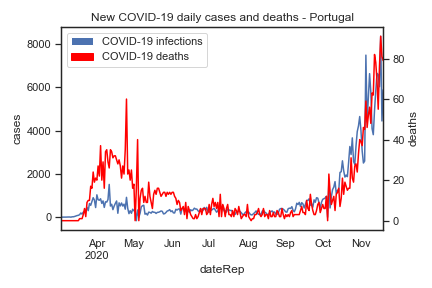 New COVID-19 daily cases and deaths - Portugal
COVID-19 infections
COVID-19 deaths
8000
6000
4000
2000
0
cases
80
60
40
20
0
deaths
Apr May Jun Jul Aug Sep Oct Nov
2020
dateRep